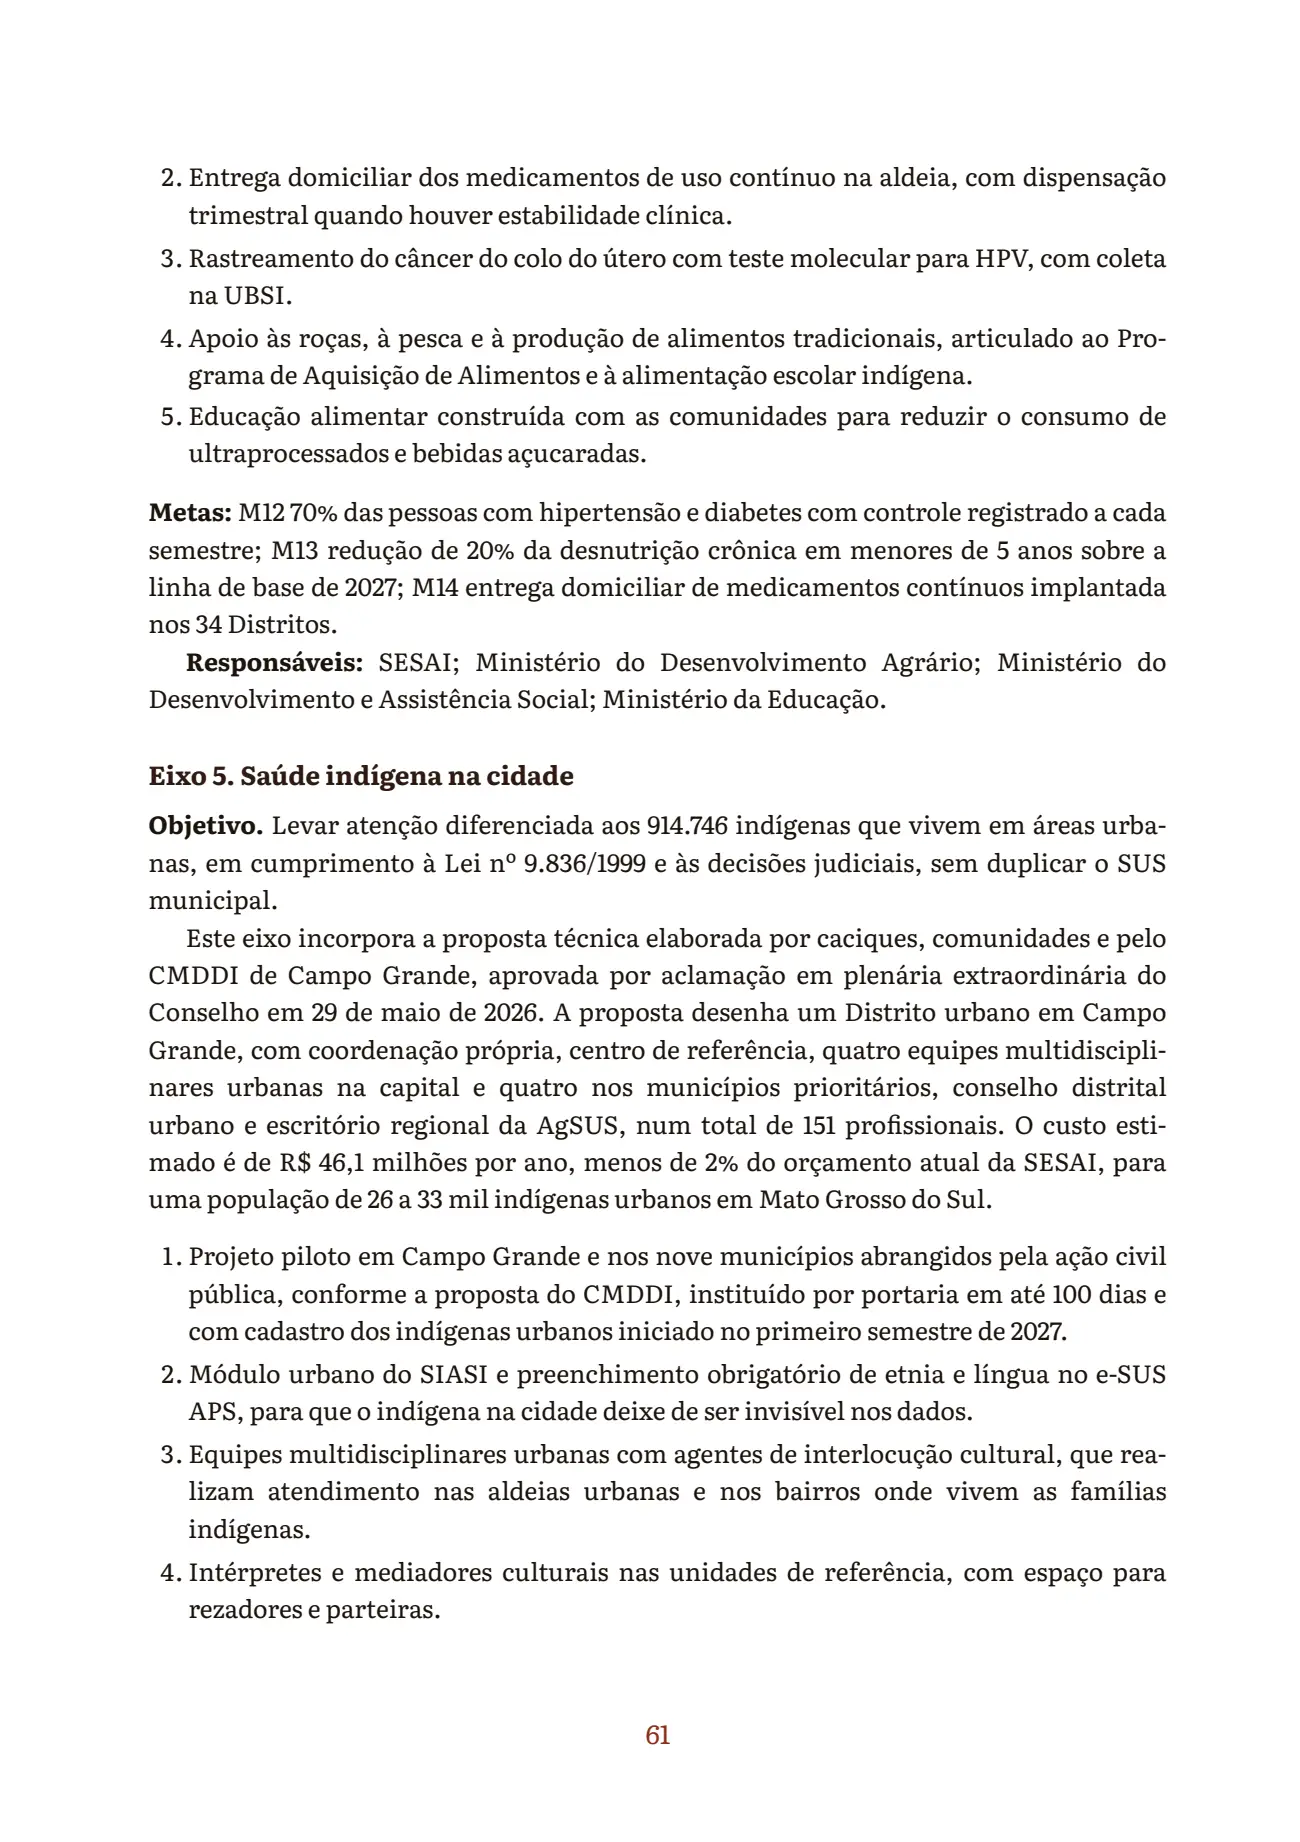 2. Entrega domiciliar dos medicamentos de uso contínuo na aldeia, com dispensação
trimestral quando houver estabilidade clínica.
3. Rastreamento do câncer do colo do útero com teste molecular para HPV, com coleta
na UBSI.
4. Apoio às roças, à pesca e à produção de alimentos tradicionais, articulado ao Pro-
grama de Aquisição de Alimentos e à alimentação escolar indígena.
5. Educação alimentar construída com as comunidades para reduzir o consumo de
ultraprocessados e bebidas açucaradas.
Metas: M12 70% das pessoas com hipertensão e diabetes com controle registrado a cada
semestre; M13 redução de 20% da desnutrição crônica em menores de 5 anos sobre a
linha de base de 2027; M14 entrega domiciliar de medicamentos contínuos implantada
nos 34 Distritos.
Responsáveis: SESAI; Ministério do Desenvolvimento Agrário; Ministério do
Desenvolvimento e Assistência Social; Ministério da Educação.
Eixo 5. Saúde indígena na cidade
Objetivo. Levar atenção diferenciada aos 914.746 indígenas que vivem em áreas urba-
nas, em cumprimento à Lei nº 9.836/1999 e às decisões judiciais, sem duplicar o SUS
municipal.
Este eixo incorpora a proposta técnica elaborada por caciques, comunidades e pelo
CMDDI de Campo Grande, aprovada por aclamação em plenária extraordinária do
Conselho em 29 de maio de 2026. A proposta desenha um Distrito urbano em Campo
Grande, com coordenação própria, centro de referência, quatro equipes multidiscipli-
nares urbanas na capital e quatro nos municípios prioritários, conselho distrital
urbano e escritório regional da AgSUS, num total de 151 profissionais. O custo esti-
mado é de R$ 46,1 milhões por ano, menos de 2% do orçamento atual da SESAI, para
uma população de 26 a 33 mil indígenas urbanos em Mato Grosso do Sul.
1. Projeto piloto em Campo Grande e nos nove municípios abrangidos pela ação civil
pública, conforme a proposta do CMDDI, instituído por portaria em até 100 dias e
com cadastro dos indígenas urbanos iniciado no primeiro semestre de 2027.
2. Módulo urbano do SIASI e preenchimento obrigatório de etnia e língua no e-SUS
APS, para que o indígena na cidade deixe de ser invisível nos dados.
3. Equipes multidisciplinares urbanas com agentes de interlocução cultural, que rea-
lizam atendimento nas aldeias urbanas e nos bairros onde vivem as famílias
indígenas.
4. Intérpretes e mediadores culturais nas unidades de referência, com espaço para
rezadores e parteiras.
61